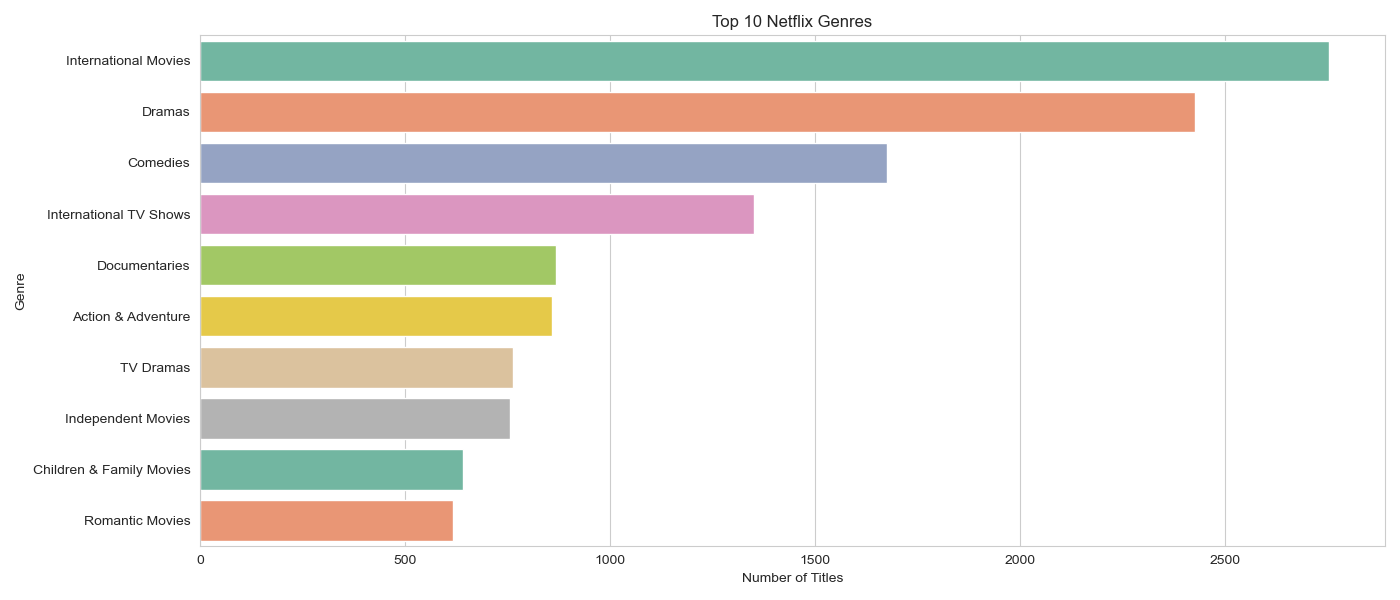 Top 10 Netflix Genres
Genre
International Movies
Dramas
Comedies
International TV Shows
Documentaries
Action & Adventure
TV Dramas
Independent Movies
Children & Family Movies
Romantic Movies
0 500 1000 1500 2000 2500
Number of Titles